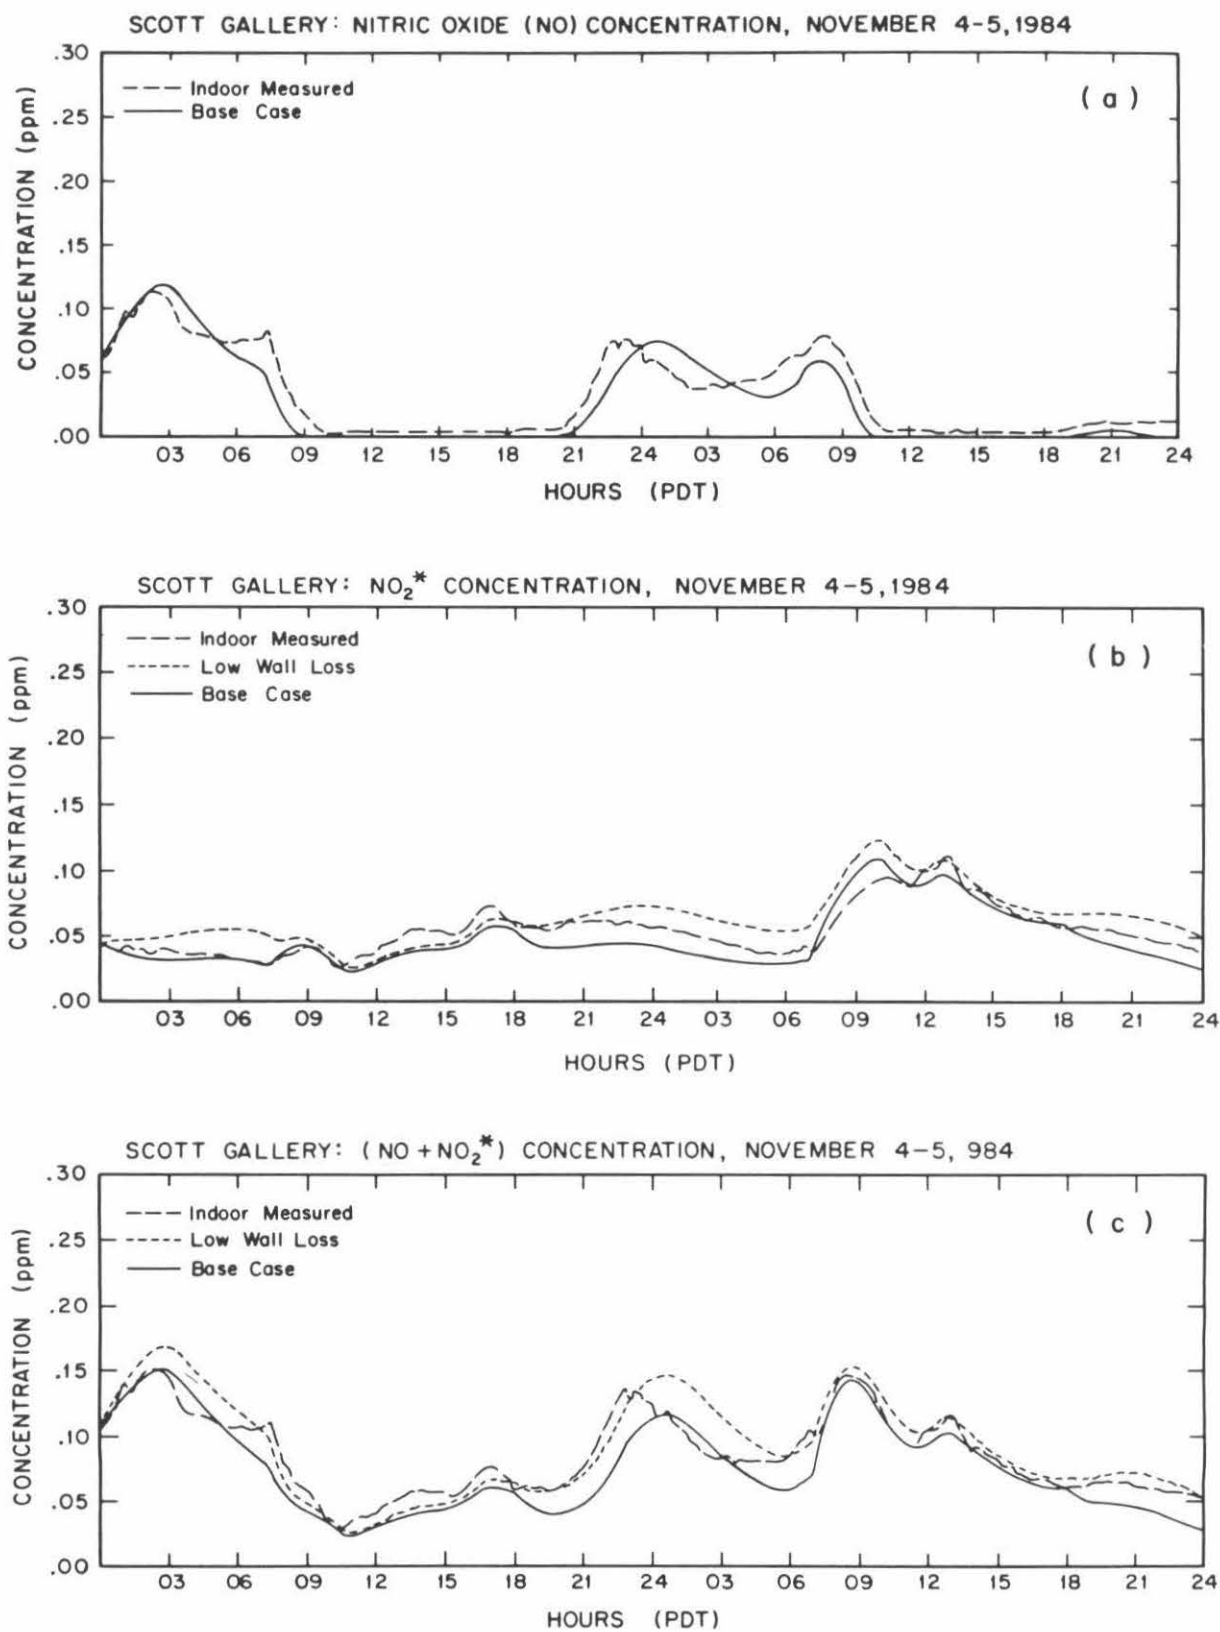 SCOTT GALLERY: NITRIC OXIDE (NO) CONCENTRATION, NOVEMBER 4-5,1984
.30
.25
.20
.15
.10
.05
.00
CONCENTRATION (ppm)
Indoor Measured
Base Case
(a)
03 06 09 12 15 18 21 24 03 06 09 12 15 18 21 24
HOURS (PDT)
SCOTT GALLERY: NO2* CONCENTRATION, NOVEMBER 4-5,1984
.30
.25
.20
.15
.10
.05
.00
CONCENTRATION (ppm)
Indoor Measured
Low Wall Loss
Base Case
(b)
03 06 09 12 15 18 21 24 03 06 09 12 15 18 21 24
HOURS (PDT)
SCOTT GALLERY: (NO+NO2*) CONCENTRATION, NOVEMBER 4-5, 984
.30
.25
.20
.15
.10
.05
.00
CONCENTRATION (ppm)
Indoor Measured
Low Wall Loss
Base Case
(c)
03 06 09 12 15 18 21 24 03 06 09 12 15 18 21 24
HOURS (PDT)